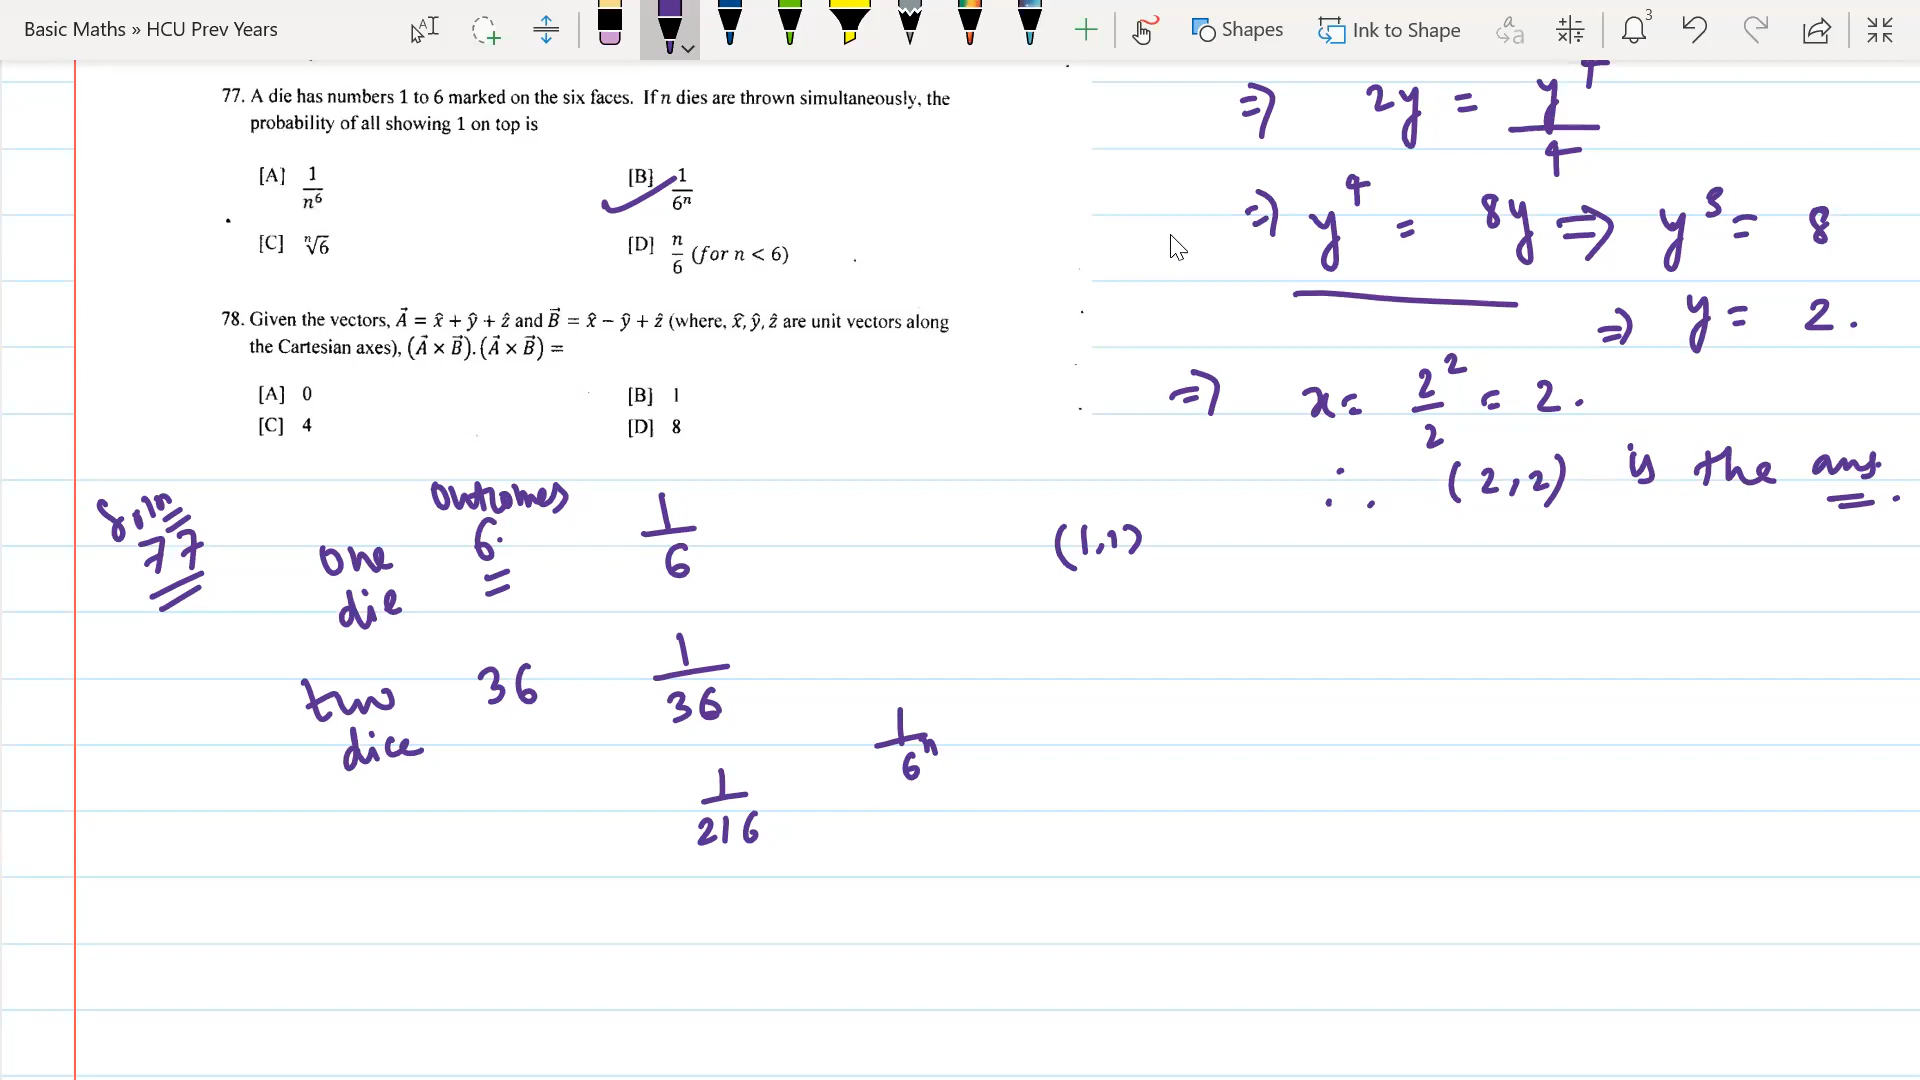 Basic Maths » HCU Prev Years
Shapes
Ink to Shape
3
77. A die has numbers 1 to 6 marked on the six faces. If n dies are thrown simultaneously, the
probability of all showing 1 on top is
[A] 1/n⁶
[B] 1/6ⁿ
[C] ⁿ√6
[D] n/6 (for n < 6)
78. Given the vectors, A⃗ = x̂ + ŷ + ẑ and B⃗ = x̂ − ŷ + ẑ (where, x̂, ŷ, ẑ are unit vectors along
the Cartesian axes), (A⃗ × B⃗).(A⃗ × B⃗) =
[A] 0
[B] 1
[C] 4
[D] 8
⇒ 2y = y⁴/4
⇒ y⁴ = 8y ⇒ y³ = 8
⇒ y = 2.
⇒ x = 2²/2 = 2.
∴ (2,2) is the ans.
Soln
77
outcomes
one die 6. 1/6
(1,1)
two dice 36 1/36
1/6ⁿ
1/216